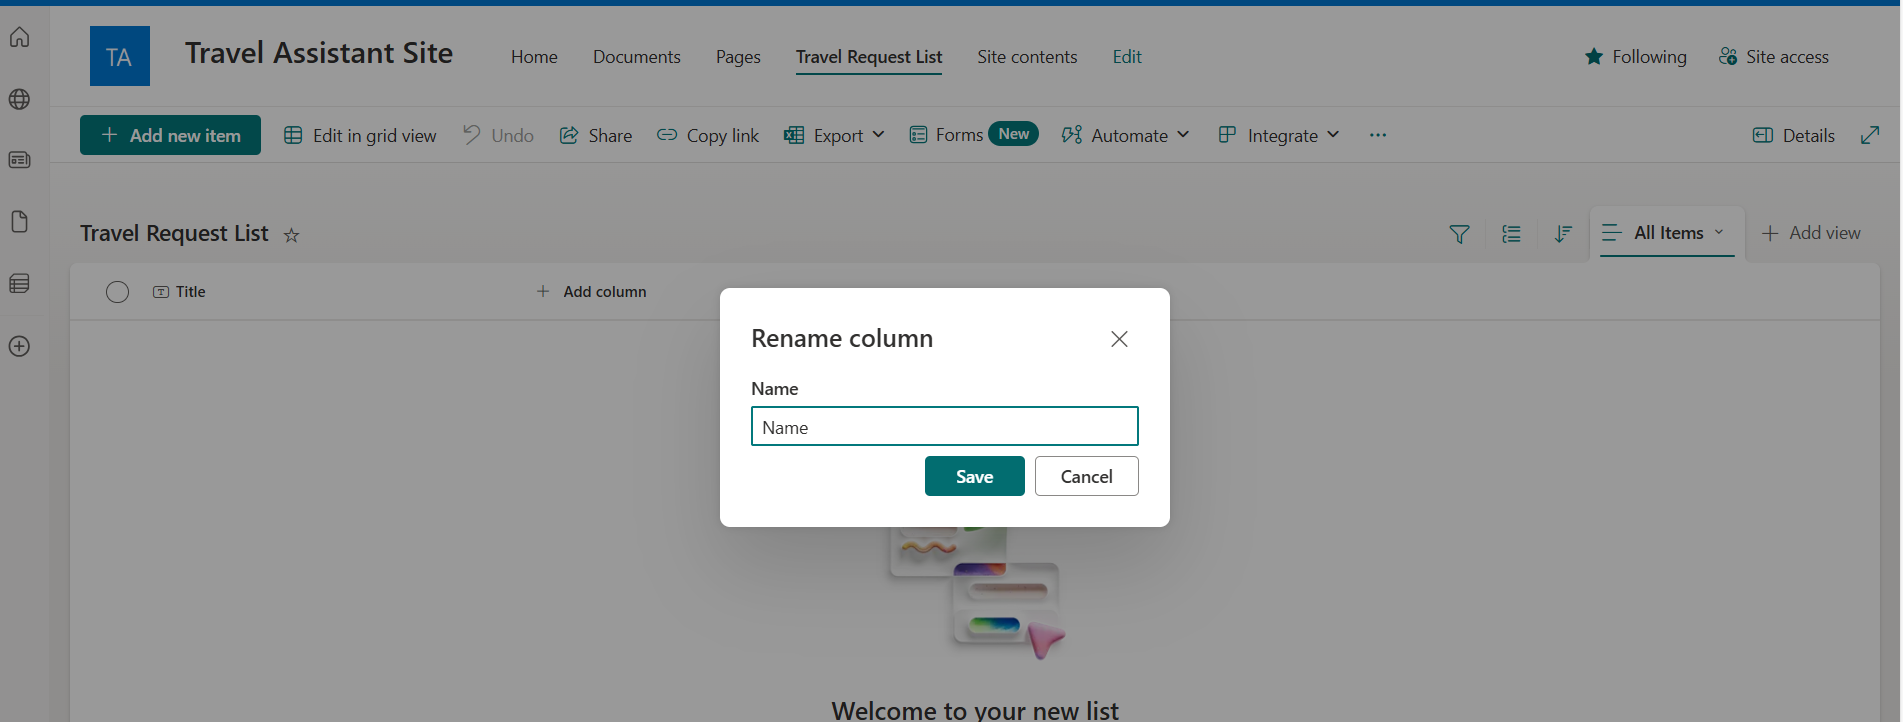 TA
Travel Assistant Site
Home Documents Pages Travel Request List Site contents Edit
Following Site access
Add new item Edit in grid view Undo Share Copy link Export Forms New Automate Integrate ··· Details
Travel Request List
All Items Add view
Title Add column
Rename column
Name
Name
Save Cancel
Welcome to your new list